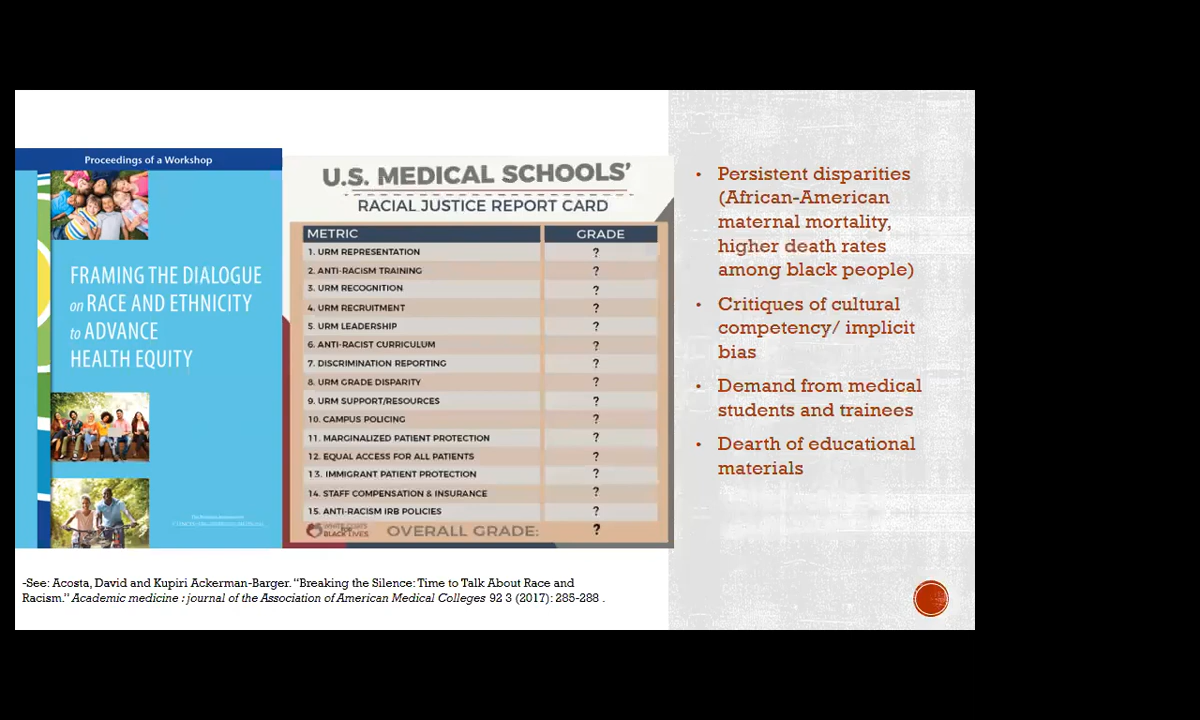 Proceedings of a Workshop
FRAMING THE DIALOGUE
on RACE AND ETHNICITY
to ADVANCE
HEALTH EQUITY
U.S. MEDICAL SCHOOLS'
RACIAL JUSTICE REPORT CARD
METRIC GRADE
1. URM REPRESENTATION ?
2. ANTI-RACISM TRAINING ?
3. URM RECOGNITION ?
4. URM RECRUITMENT ?
5. URM LEADERSHIP ?
6. ANTI-RACIST CURRICULUM ?
7. DISCRIMINATION REPORTING ?
8. URM GRADE DISPARITY ?
9. URM SUPPORT/RESOURCES ?
10. CAMPUS POLICING ?
11. MARGINALIZED PATIENT PROTECTION ?
12. EQUAL ACCESS FOR ALL PATIENTS ?
13. IMMIGRANT PATIENT PROTECTION ?
14. STAFF COMPENSATION & INSURANCE ?
15. ANTI-RACISM IRB POLICIES ?
WHITE COATS
FOR
BLACK LIVES
OVERALL GRADE: ?
• Persistent disparities
(African-American
maternal mortality,
higher death rates
among black people)
• Critiques of cultural
competency/ implicit
bias
• Demand from medical
students and trainees
• Dearth of educational
materials
-See: Acosta, David and Kupiri Ackerman-Barger. "Breaking the Silence: Time to Talk About Race and
Racism." Academic medicine : journal of the Association of American Medical Colleges 92 3 (2017): 285-288 .